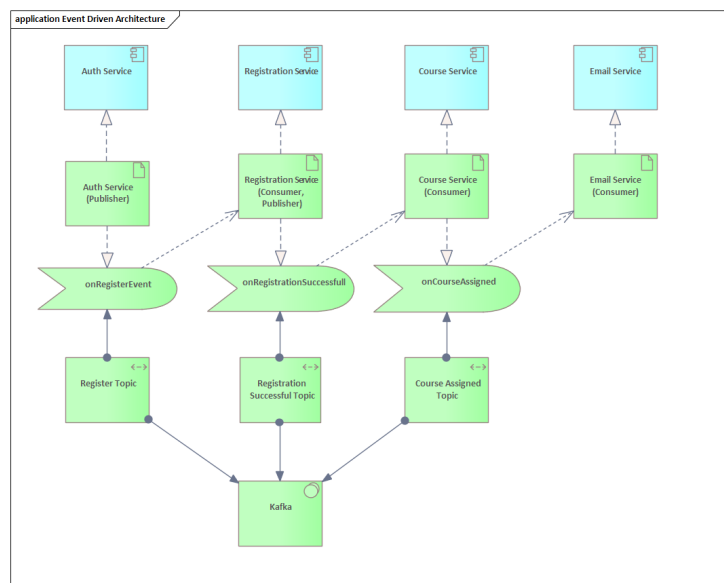 application Event Driven Architecture
Auth Service
Registration Service
Course Service
Email Service
Auth Service
(Publisher)
Registration Service
(Consumer,
Publisher)
Course Service
(Consumer)
Email Service
(Consumer)
onRegisterEvent
onRegistrationSuccessfull
onCourseAssigned
Register Topic
Registration
Successful Topic
Course Assigned
Topic
Kafka